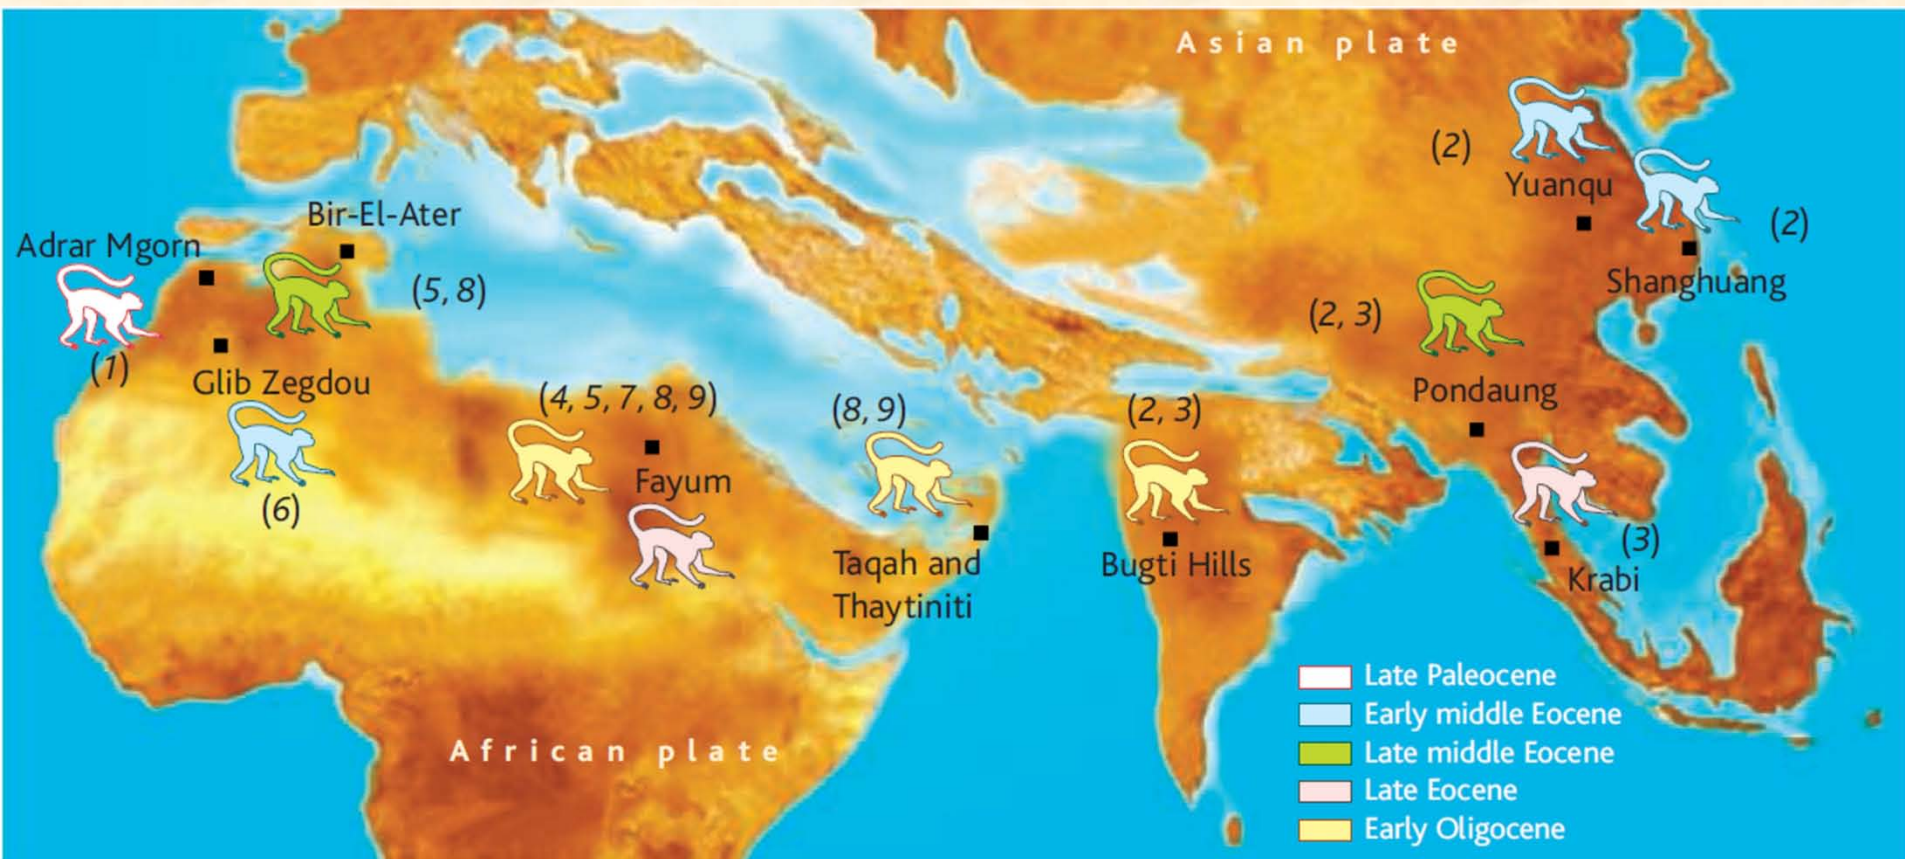 Asian plate
(2)
Yuanqu
(2)
Shanghuang
Bir-El-Ater
Adrar Mgorn
(5, 8)
(1)
Glib Zegdou
(6)
(4, 5, 7, 8, 9)
Fayum
(8, 9)
Taqah and
Thaytiniti
(2, 3)
Bugti Hills
(2, 3)
Pondaung
(3)
Krabi
African plate
Late Paleocene
Early middle Eocene
Late middle Eocene
Late Eocene
Early Oligocene